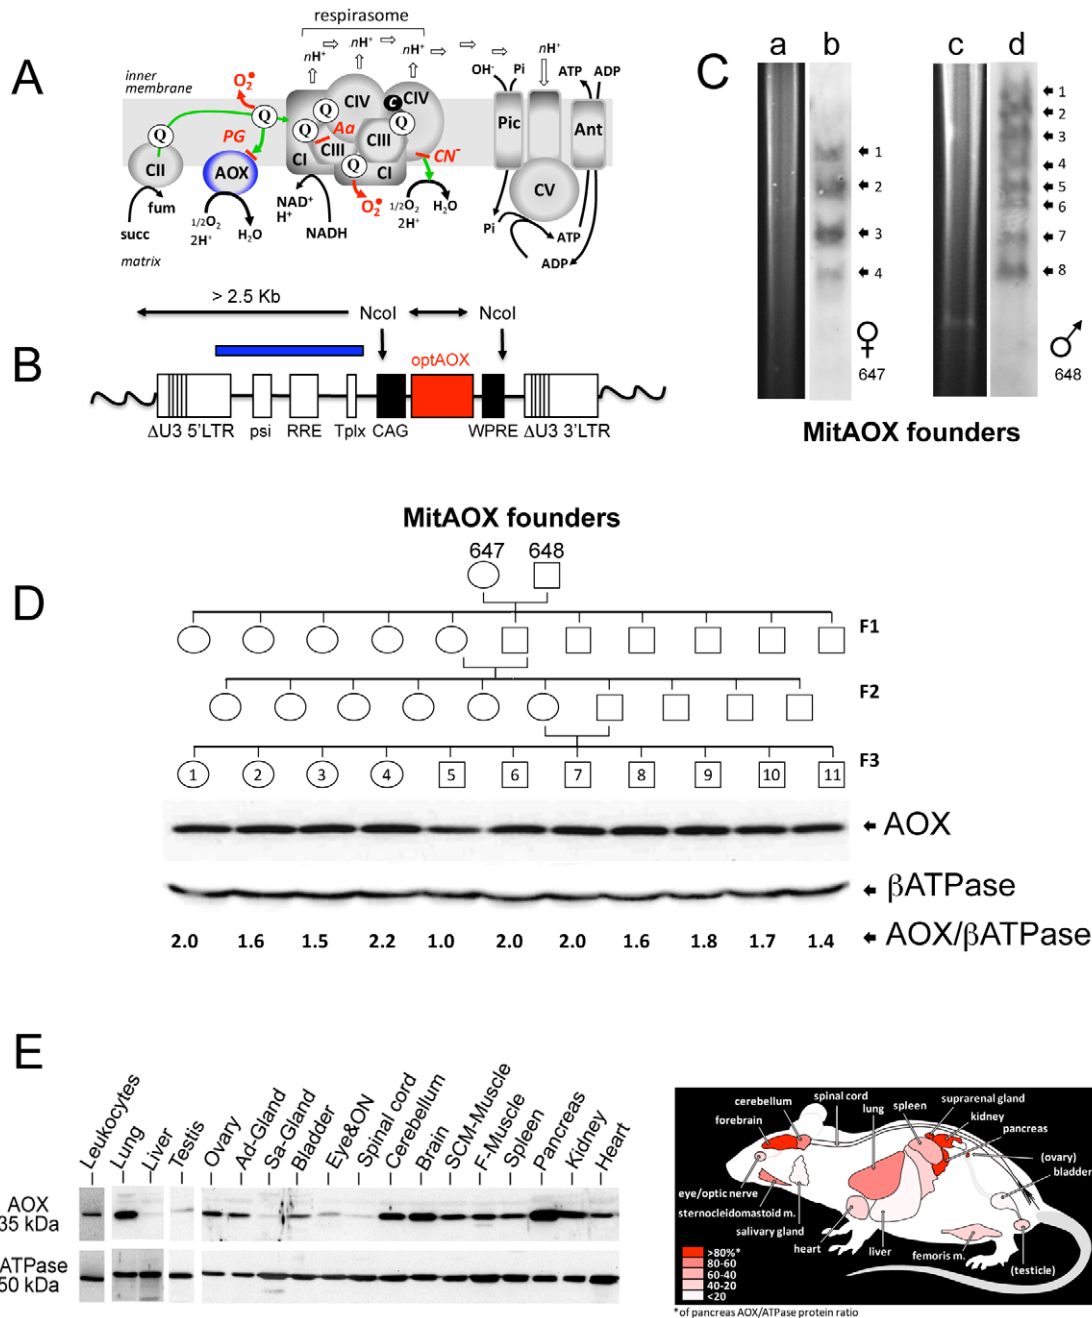 A
respirasome
nH⁺ nH⁺ nH⁺ nH⁺
inner
membrane
O₂•
OH⁻ Pi ATP ADP
CIV C CIV
Q Q Q Q
PG Aa CN⁻
Pic Ant
CII AOX CI CIII CIII CI
Q Q
CV
fum
succ
½O₂
2H⁺
H₂O
NAD⁺
H⁺
NADH
O₂•
½O₂
2H⁺
H₂O
Pi
ATP
ADP
matrix
B
> 2.5 Kb
NcoI NcoI
optAOX
ΔU3 5'LTR psi RRE Tplx CAG WPRE ΔU3 3'LTR
C
a b c d
1
2
3
4
1
2
3
4
5
6
7
8
♀
647
♂
648
MitAOX founders
D
MitAOX founders
647 648
F1
F2
F3
1 2 3 4 5 6 7 8 9 10 11
AOX
βATPase
2.0 1.6 1.5 2.2 1.0 2.0 2.0 1.6 1.8 1.7 1.4
AOX/βATPase
E
Leukocytes
Lung
Liver
Testis
Ovary
Ad-Gland
Sa-Gland
Bladder
Eye&ON
Spinal cord
Cerebellum
Brain
SCM-Muscle
F-Muscle
Spleen
Pancreas
Kidney
Heart
AOX
35 kDa
ATPase
50 kDa
cerebellum
forebrain
spinal cord
lung
spleen
suprarenal gland
kidney
pancreas
(ovary)
bladder
eye/optic nerve
sternocleidomastoid m.
salivary gland
heart
liver
femoris m.
(testicle)
>80%*
80-60
60-40
40-20
<20
*of pancreas AOX/ATPase protein ratio